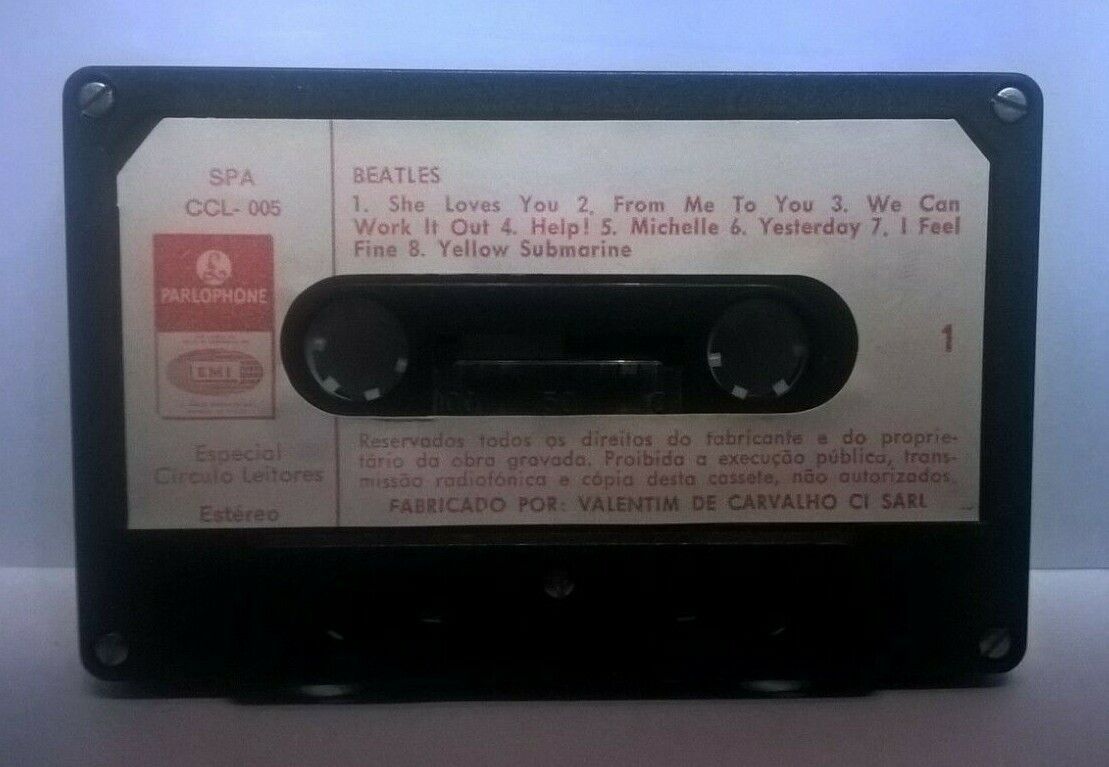 SPA
CCL- 005
PARLOPHONE
EMI
Especial
Círculo Leitores
Estéreo
BEATLES
1. She Loves You 2. From Me To You 3. We Can
Work It Out 4. Help! 5. Michelle 6. Yesterday 7. I Feel
Fine 8. Yellow Submarine
1
Reservados todos os direitos do fabricante e do proprie-
tário da obra gravada. Proibida a execução pública, trans-
missão radiofónica e cópia desta cassete, não autorizados.
FABRICADO POR: VALENTIM DE CARVALHO CI SARL